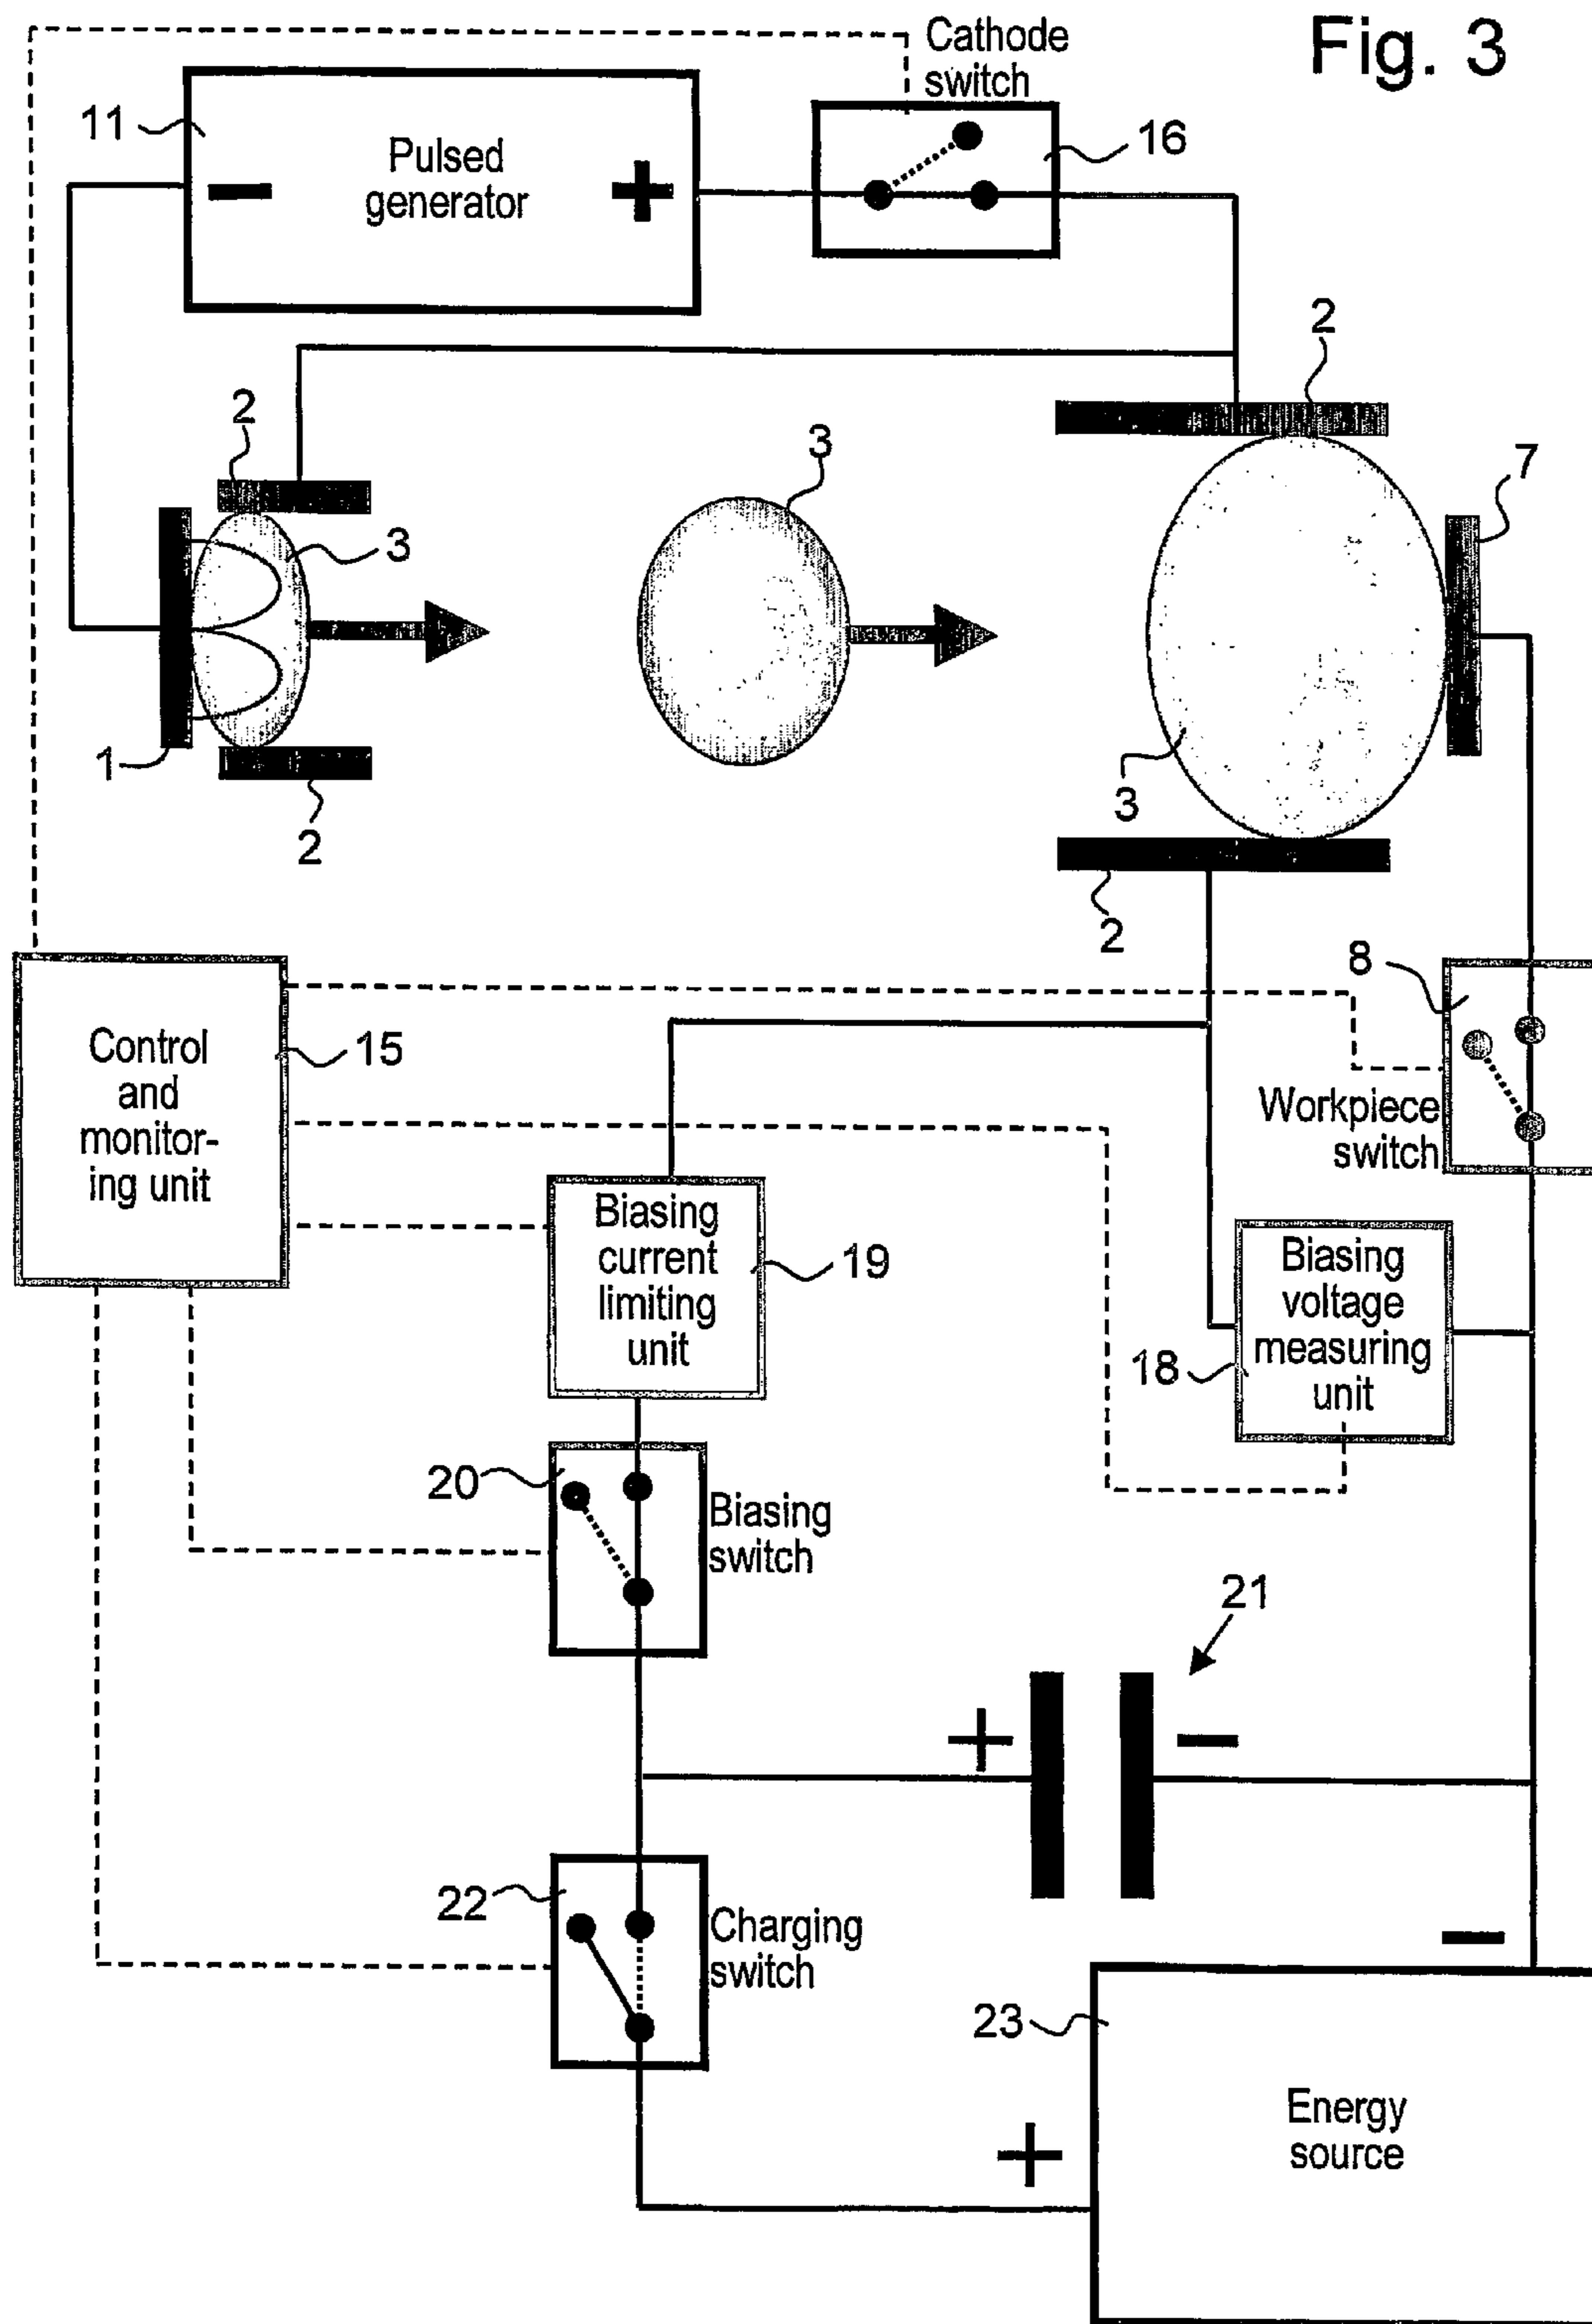 Fig. 3
Cathode
switch
11
Pulsed
generator
−
+
16
2
2
3
7
3
1
3
2
2
8
Control
and
monitor-
ing unit
15
Workpiece
switch
Biasing
current
limiting
unit
19
Biasing
voltage
measuring
unit
18
20
Biasing
switch
21
+
−
22
Charging
switch
−
23
Energy
source
+